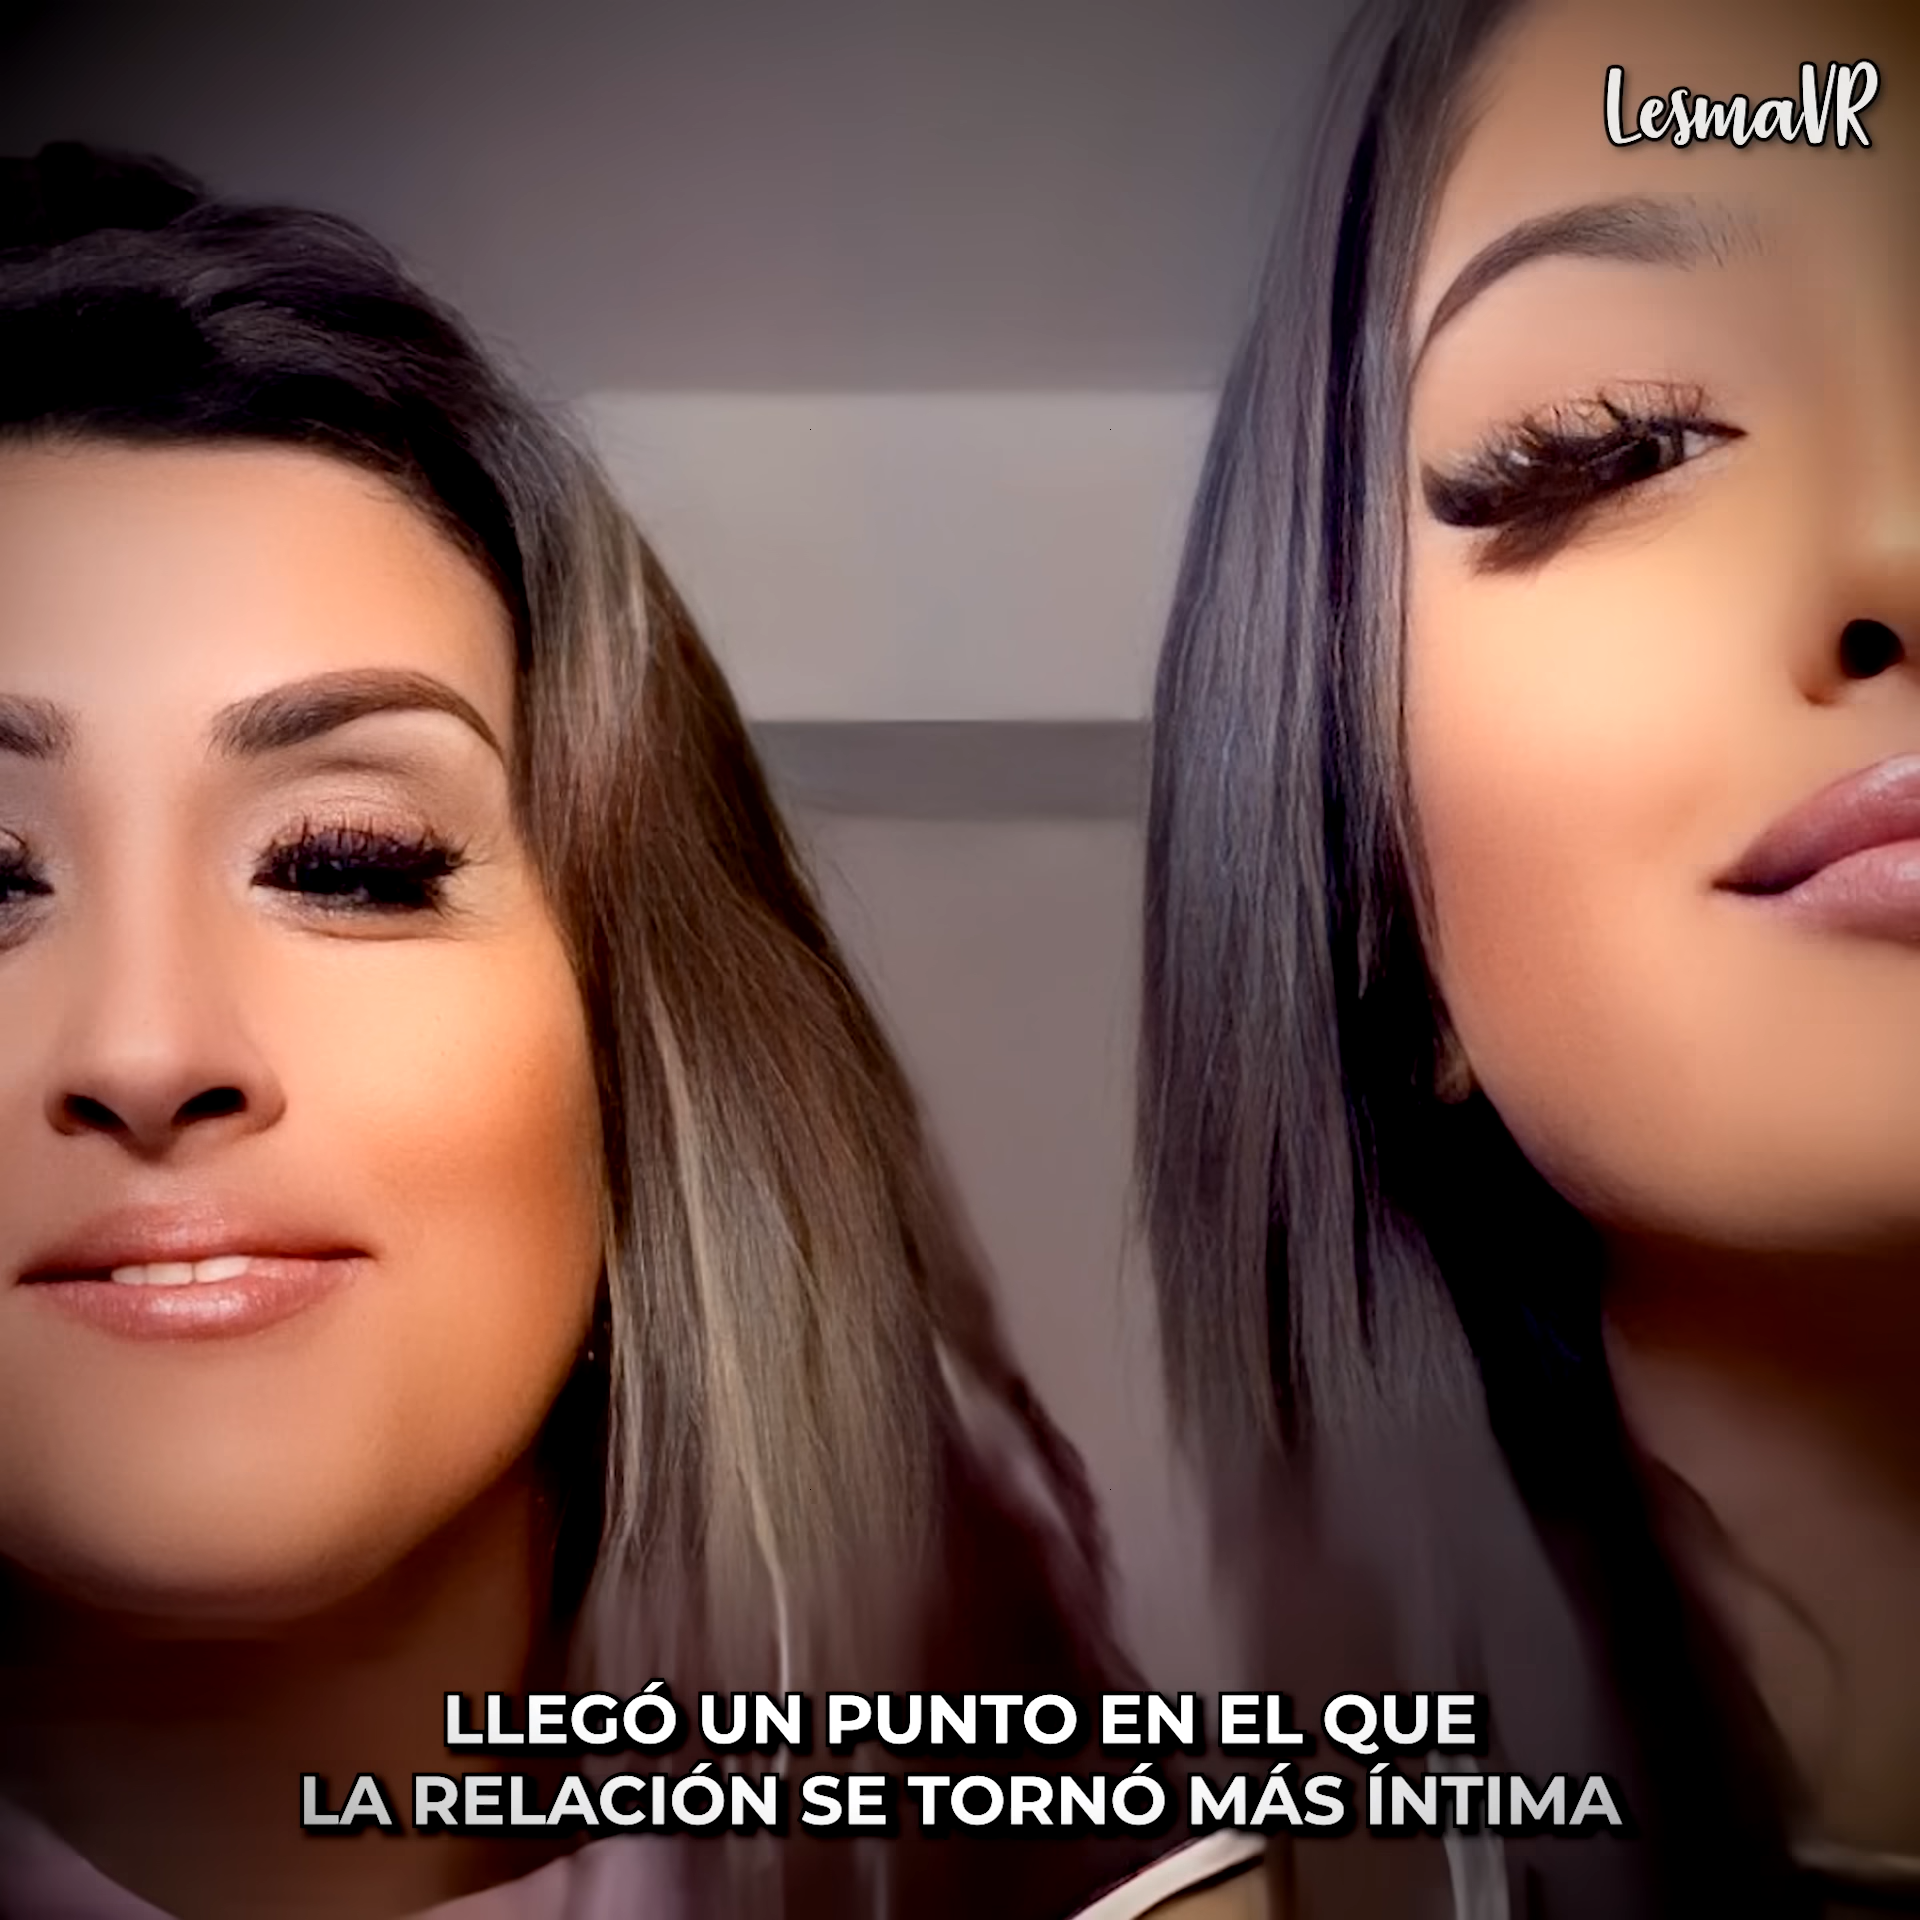 LesmaVR
LLEGÓ UN PUNTO EN EL QUE
LA RELACIÓN SE TORNÓ MÁS ÍNTIMA